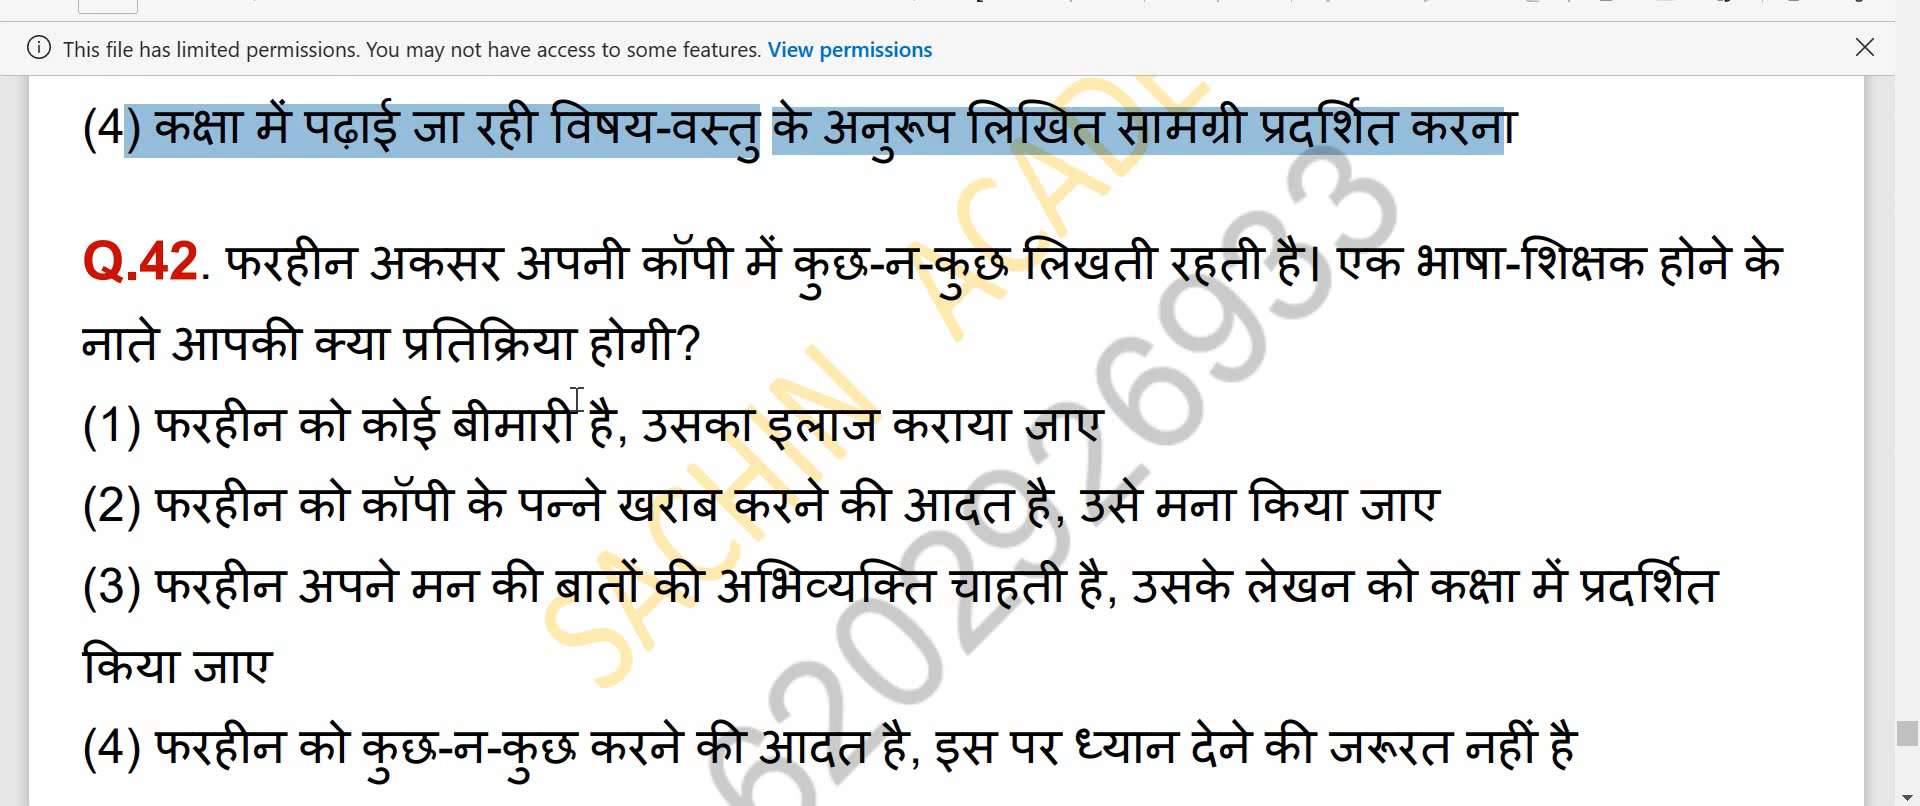 This file has limited permissions. You may not have access to some features. View permissions
(4) कक्षा में पढ़ाई जा रही विषय-वस्तु के अनुरूप लिखित सामग्री प्रदर्शित करना
Q.42. फरहीन अकसर अपनी कॉपी में कुछ-न-कुछ लिखती रहती है। एक भाषा-शिक्षक होने के
नाते आपकी क्या प्रतिक्रिया होगी?
(1) फरहीन को कोई बीमारी है, उसका इलाज कराया जाए
(2) फरहीन को कॉपी के पन्ने खराब करने की आदत है, उसे मना किया जाए
(3) फरहीन अपने मन की बातों की अभिव्यक्ति चाहती है, उसके लेखन को कक्षा में प्रदर्शित
किया जाए
(4) फरहीन को कुछ-न-कुछ करने की आदत है, इस पर ध्यान देने की जरूरत नहीं है
SACHIN
6202926933